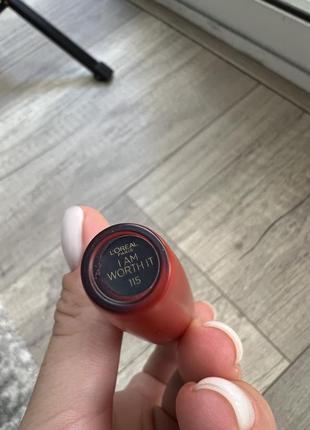 L'ORÉAL
PARIS
I AM
WORTH IT
115